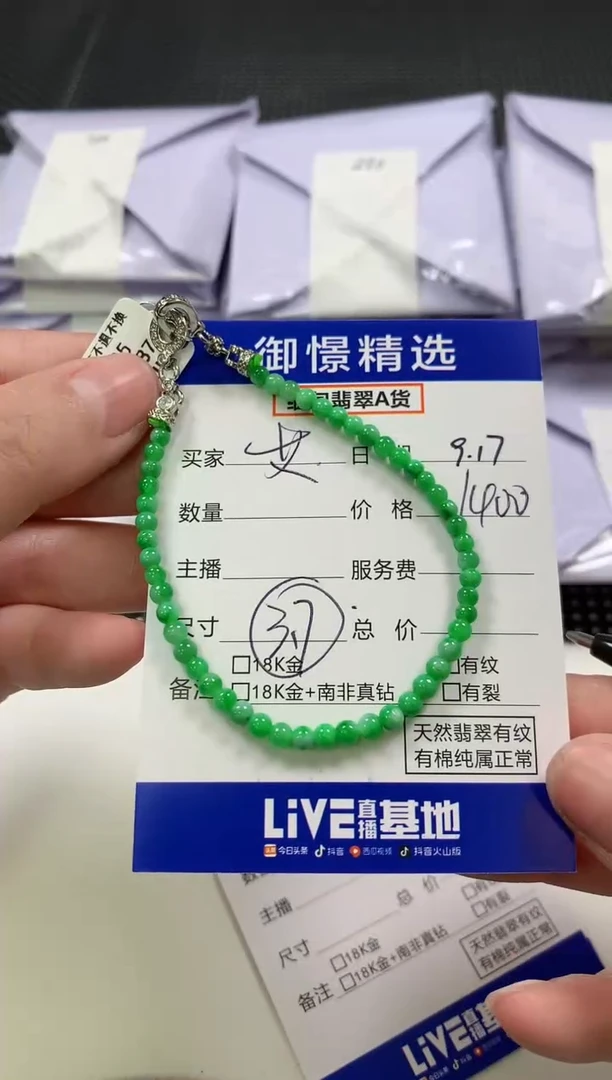 不退不换
御憬精选
翡翠A货
买家 女 日期 9.17
数量 价格 1400
主播 服务费
尺寸 37 总价
□18K金 □有纹
备注 □18K金+南非真钻 □有裂
天然翡翠有纹
有棉纯属正常
LiVE直播基地
今日头条 抖音 西瓜视频 抖音火山版
主播 总价
尺寸 □18K金
备注 □18K金+南非真钻 □有裂
天然翡翠有纹
有棉纯属正常
LiVE直播基